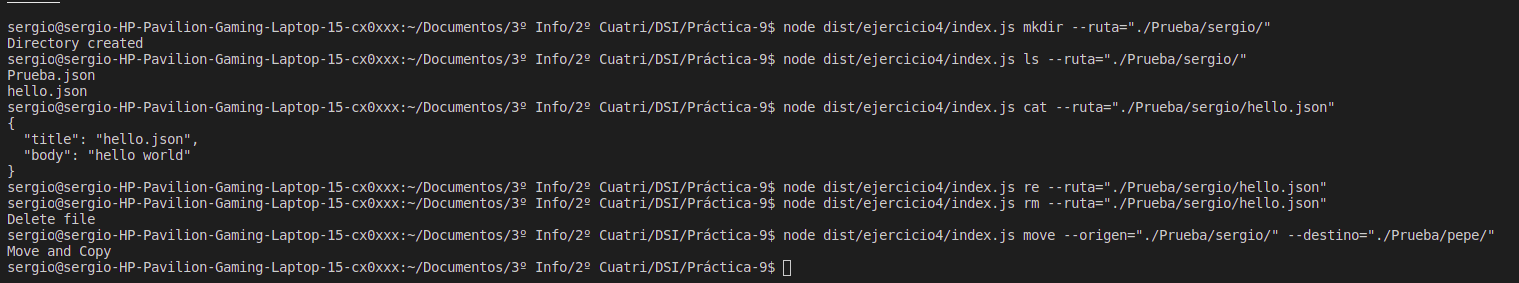 sergio@sergio-HP-Pavilion-Gaming-Laptop-15-cx0xxx:~/Documentos/3º Info/2º Cuatri/DSI/Práctica-9$ node dist/ejercicio4/index.js mkdir --ruta="./Prueba/sergio/"
Directory created
sergio@sergio-HP-Pavilion-Gaming-Laptop-15-cx0xxx:~/Documentos/3º Info/2º Cuatri/DSI/Práctica-9$ node dist/ejercicio4/index.js ls --ruta="./Prueba/sergio/"
Prueba.json
hello.json
sergio@sergio-HP-Pavilion-Gaming-Laptop-15-cx0xxx:~/Documentos/3º Info/2º Cuatri/DSI/Práctica-9$ node dist/ejercicio4/index.js cat --ruta="./Prueba/sergio/hello.json"
{
  "title": "hello.json",
  "body": "hello world"
}
sergio@sergio-HP-Pavilion-Gaming-Laptop-15-cx0xxx:~/Documentos/3º Info/2º Cuatri/DSI/Práctica-9$ node dist/ejercicio4/index.js re --ruta="./Prueba/sergio/hello.json"
sergio@sergio-HP-Pavilion-Gaming-Laptop-15-cx0xxx:~/Documentos/3º Info/2º Cuatri/DSI/Práctica-9$ node dist/ejercicio4/index.js rm --ruta="./Prueba/sergio/hello.json"
Delete file
sergio@sergio-HP-Pavilion-Gaming-Laptop-15-cx0xxx:~/Documentos/3º Info/2º Cuatri/DSI/Práctica-9$ node dist/ejercicio4/index.js move --origen="./Prueba/sergio/" --destino="./Prueba/pepe/"
Move and Copy
sergio@sergio-HP-Pavilion-Gaming-Laptop-15-cx0xxx:~/Documentos/3º Info/2º Cuatri/DSI/Práctica-9$